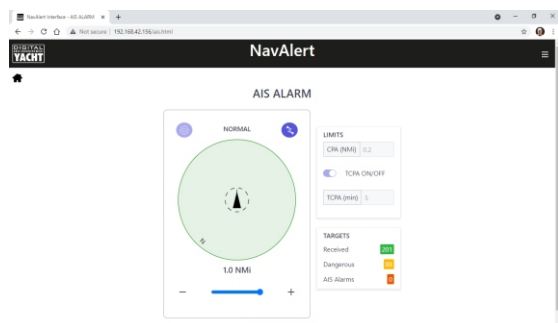 NavAlert Interface - AIS ALARM
Not secure | 192.168.42.156/ais.html
DIGITAL
YACHT
NavAlert
AIS ALARM
NORMAL
N
1.0 NMi
LIMITS
CPA (NMi) 0.2
TCPA ON/OFF
TCPA (min)
TARGETS
Received 201
Dangerous
AIS Alarms 0